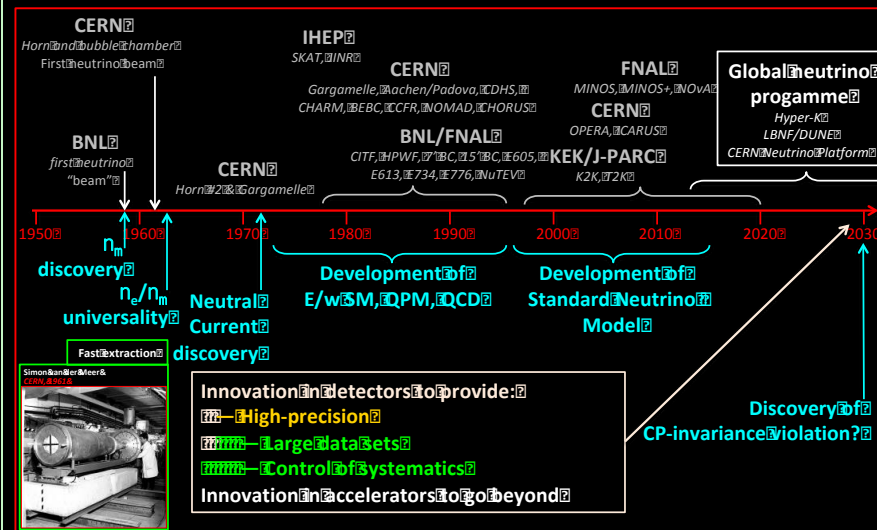 CERN
Horn and bubble chamber
First neutrino beam
BNL
first neutrino
"beam"
CERN
Horn #2 & Gargamelle
IHEP
SKAT, INR
CERN
Gargamelle, Aachen/Padova, CDHS,
CHARM, BEBC, CCFR, NOMAD, CHORUS
BNL/FNAL
CITF, HPWF, 7' BC, 15' BC, E605,
E613, E734, E776, NuTEV
FNAL
MINOS, MINOS+, NOvA
CERN
OPERA, ICARUS
KEK/J-PARC
K2K, T2K
Global neutrino
progamme
Hyper-K
LBNF/DUNE
CERN Neutrino Platform
1950 1960 1970 1980 1990 2000 2010 2020 2030
nm
discovery
ne/nm
universality
Neutral
Current
discovery
Development of
E/w SM, QPM, QCD
Development of
Standard Neutrino
Model
Discovery of
CP-invariance violation?
Fast extraction
Simon van der Meer
CERN, 1961
Innovation in detectors to provide:
— High-precision
— Large data sets
— Control of systematics
Innovation in accelerators to go beyond